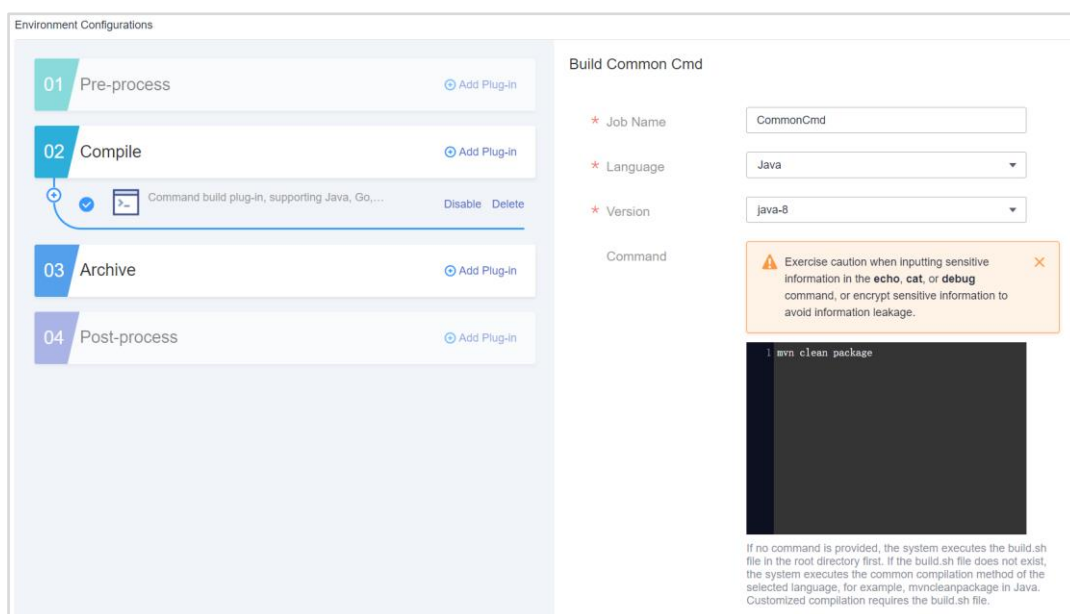 Environment Configurations
01 Pre-process Add Plug-in
02 Compile Add Plug-in
>_ Command build plug-in, supporting Java, Go,... Disable Delete
03 Archive Add Plug-in
04 Post-process Add Plug-in
Build Common Cmd
* Job Name CommonCmd
* Language Java
* Version java-8
Command
Exercise caution when inputting sensitive
information in the echo, cat, or debug
command, or encrypt sensitive information to
avoid information leakage.
1 mvn clean package
If no command is provided, the system executes the build.sh
file in the root directory first. If the build.sh file does not exist,
the system executes the common compilation method of the
selected language, for example, mvncleanpackage in Java.
Customized compilation requires the build.sh file.